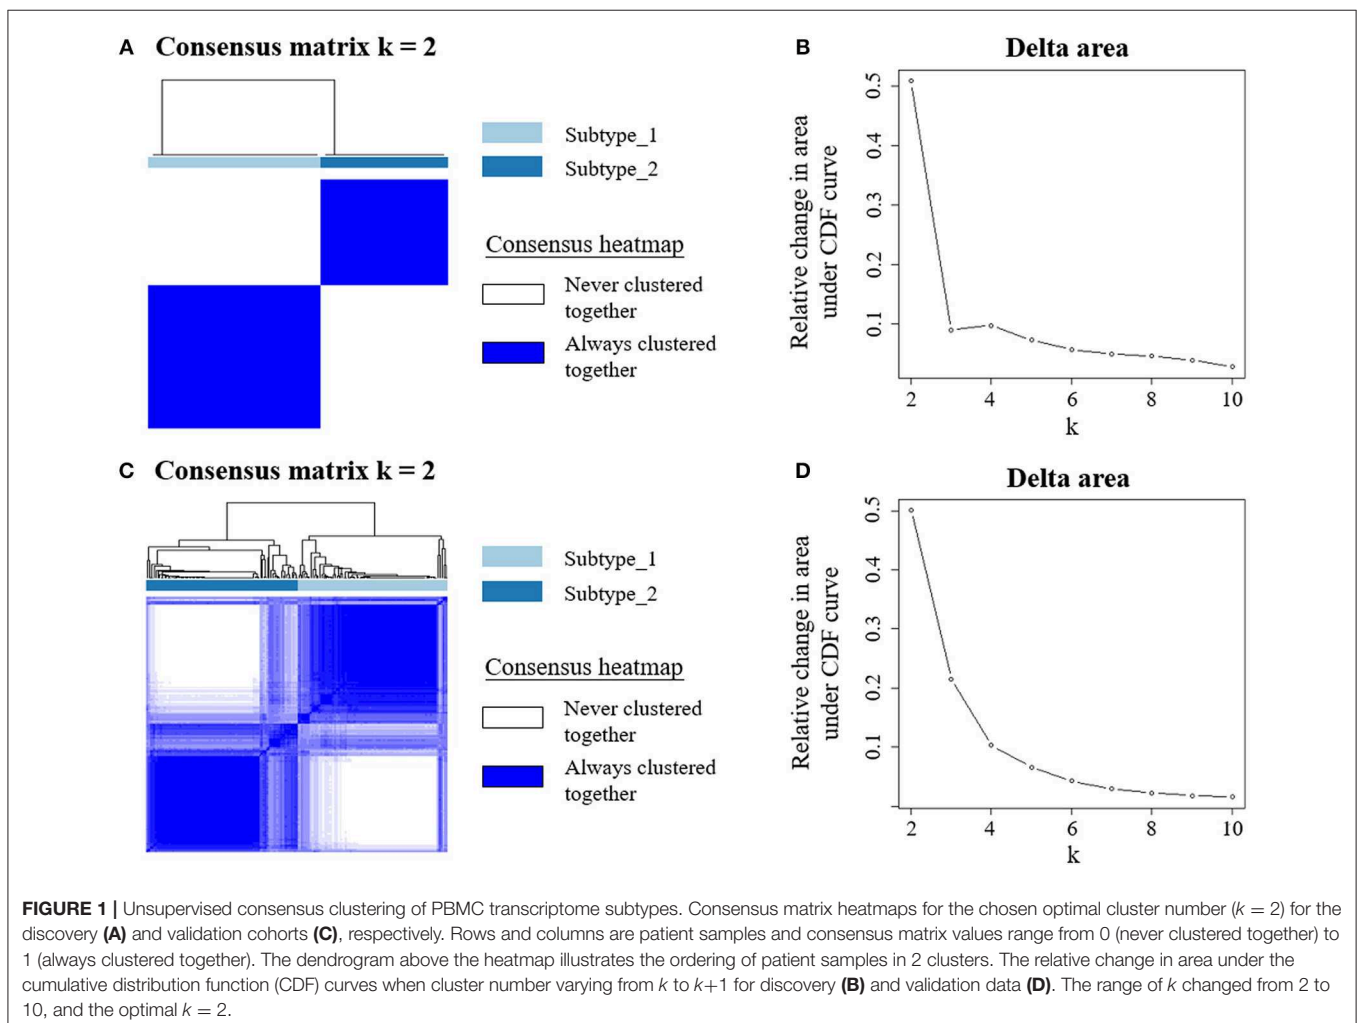 A Consensus matrix k = 2
Subtype_1
Subtype_2
Consensus heatmap
Never clustered
together
Always clustered
together
B Delta area
Relative change in area
under CDF curve
0.5
0.4
0.3
0.2
0.1
2 4 6 8 10
k
C Consensus matrix k = 2
Subtype_1
Subtype_2
Consensus heatmap
Never clustered
together
Always clustered
together
D Delta area
Relative change in area
under CDF curve
0.5
0.4
0.3
0.2
0.1
2 4 6 8 10
k
FIGURE 1 | Unsupervised consensus clustering of PBMC transcriptome subtypes. Consensus matrix heatmaps for the chosen optimal cluster number (k = 2) for the
discovery (A) and validation cohorts (C), respectively. Rows and columns are patient samples and consensus matrix values range from 0 (never clustered together) to
1 (always clustered together). The dendrogram above the heatmap illustrates the ordering of patient samples in 2 clusters. The relative change in area under the
cumulative distribution function (CDF) curves when cluster number varying from k to k+1 for discovery (B) and validation data (D). The range of k changed from 2 to
10, and the optimal k = 2.